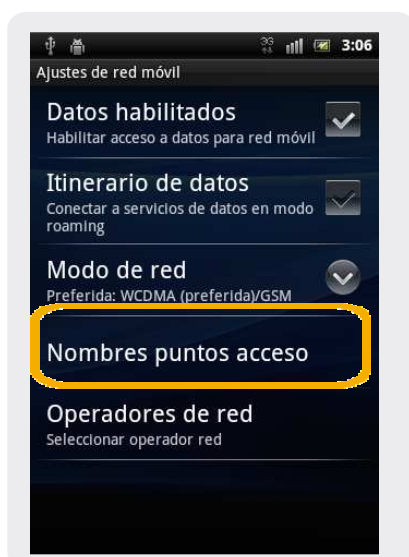 3G 3:06
Ajustes de red móvil
Datos habilitados
Habilitar acceso a datos para red móvil
Itinerario de datos
Conectar a servicios de datos en modo
roaming
Modo de red
Preferida: WCDMA (preferida)/GSM
Nombres puntos acceso
Operadores de red
Seleccionar operador red